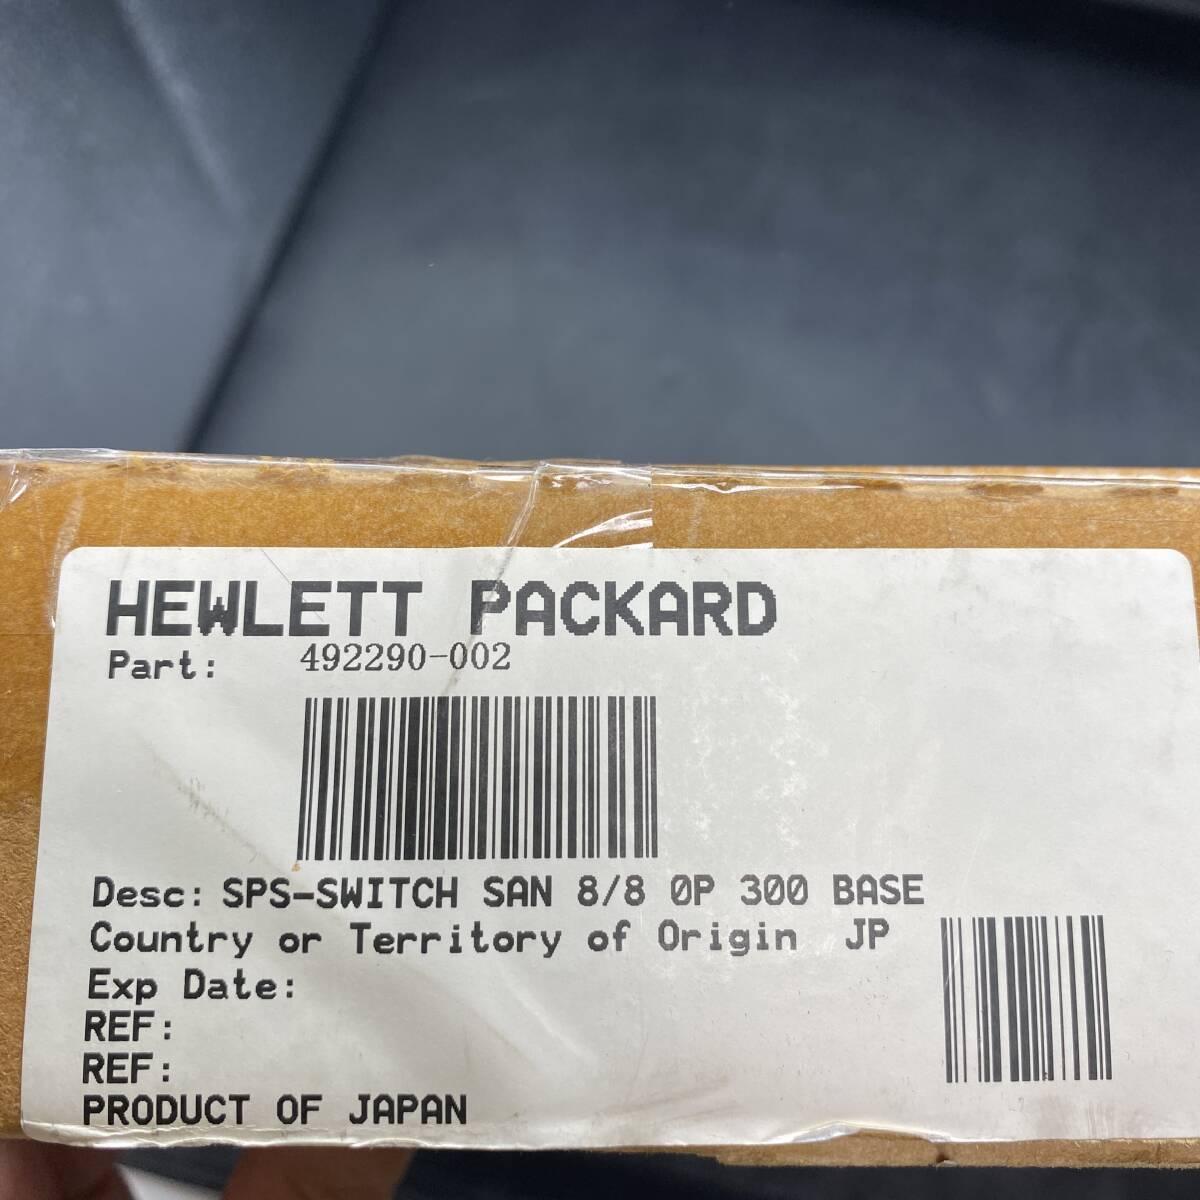 HEWLETT PACKARD
Part: 492290-002
Desc: SPS-SWITCH SAN 8/8 0P 300 BASE
Country or Territory of Origin JP
Exp Date:
REF:
REF:
PRODUCT OF JAPAN